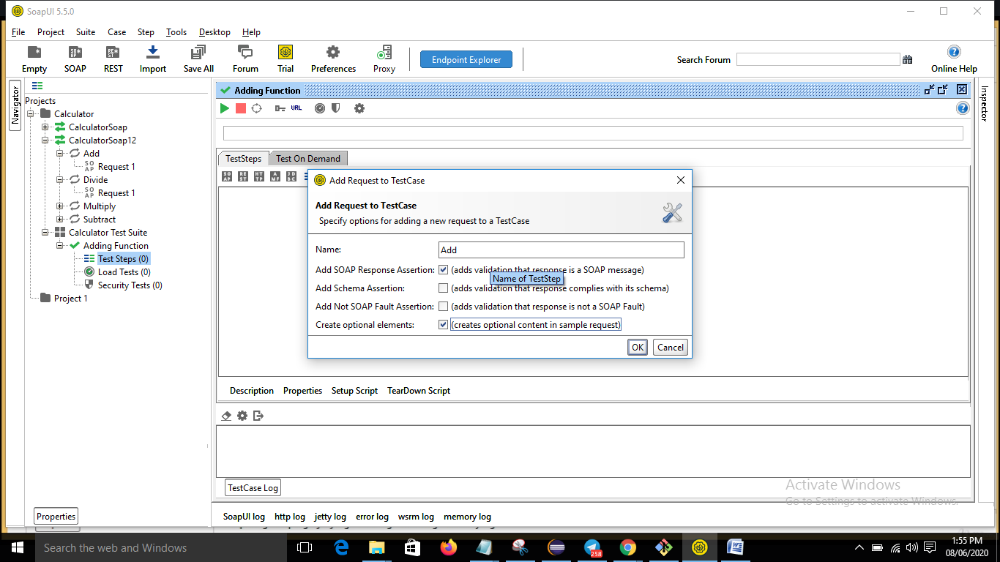 SoapUI 5.5.0
File Project Suite Case Step Tools Desktop Help
Empty SOAP REST Import Save All Forum Trial Preferences Proxy Endpoint Explorer Search Forum Online Help
Navigator
Projects
Calculator
CalculatorSoap
CalculatorSoap12
Add
SOAP Request 1
Divide
SOAP Request 1
Multiply
Subtract
Calculator Test Suite
Adding Function
Test Steps (0)
Load Tests (0)
Security Tests (0)
Project 1
Properties
Adding Function
URL
TestSteps Test On Demand
SOAP REST HTTP AMF JDBC
Add Request to TestCase
Add Request to TestCase
Specify options for adding a new request to a TestCase
Name: Add
Add SOAP Response Assertion: (adds validation that response is a SOAP message)
Name of TestStep
Add Schema Assertion: (adds validation that response complies with its schema)
Add Not SOAP Fault Assertion: (adds validation that response is not a SOAP Fault)
Create optional elements: (creates optional content in sample request)
OK Cancel
Description Properties Setup Script TearDown Script
TestCase Log
SoapUI log http log jetty log error log wsrm log memory log
Inspector
Activate Windows
Go to Settings to activate Windows.
Search the web and Windows
258
1:55 PM
08/06/2020